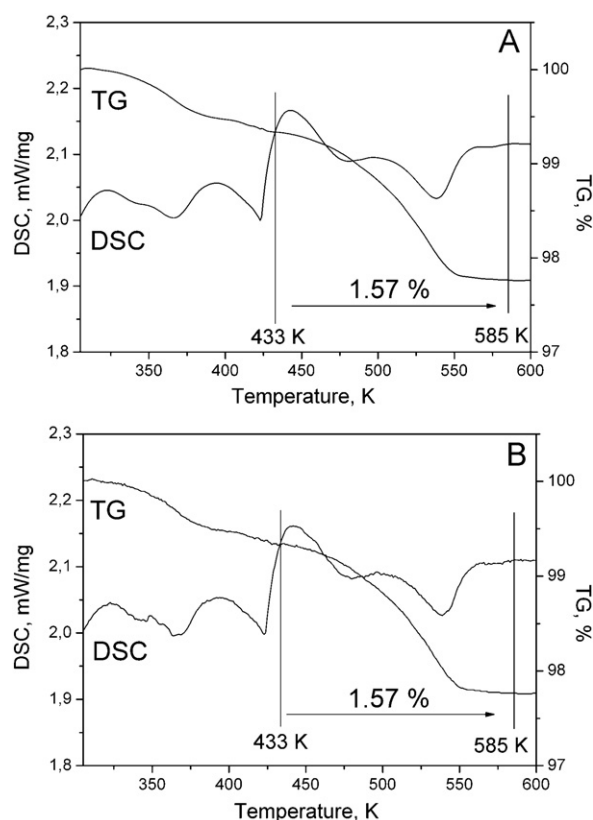 A
2,3
2,2
2,1
2,0
1,9
1,8
DSC, mW/mg
TG
DSC
1.57 %
433 K
585 K
100
99
98
97
TG, %
350
400
450
500
550
600
Temperature, K
B
2,3
2,2
2,1
2,0
1,9
1,8
DSC, mW/mg
TG
DSC
1.57 %
433 K
585 K
100
99
98
97
TG, %
350
400
450
500
550
600
Temperature, K